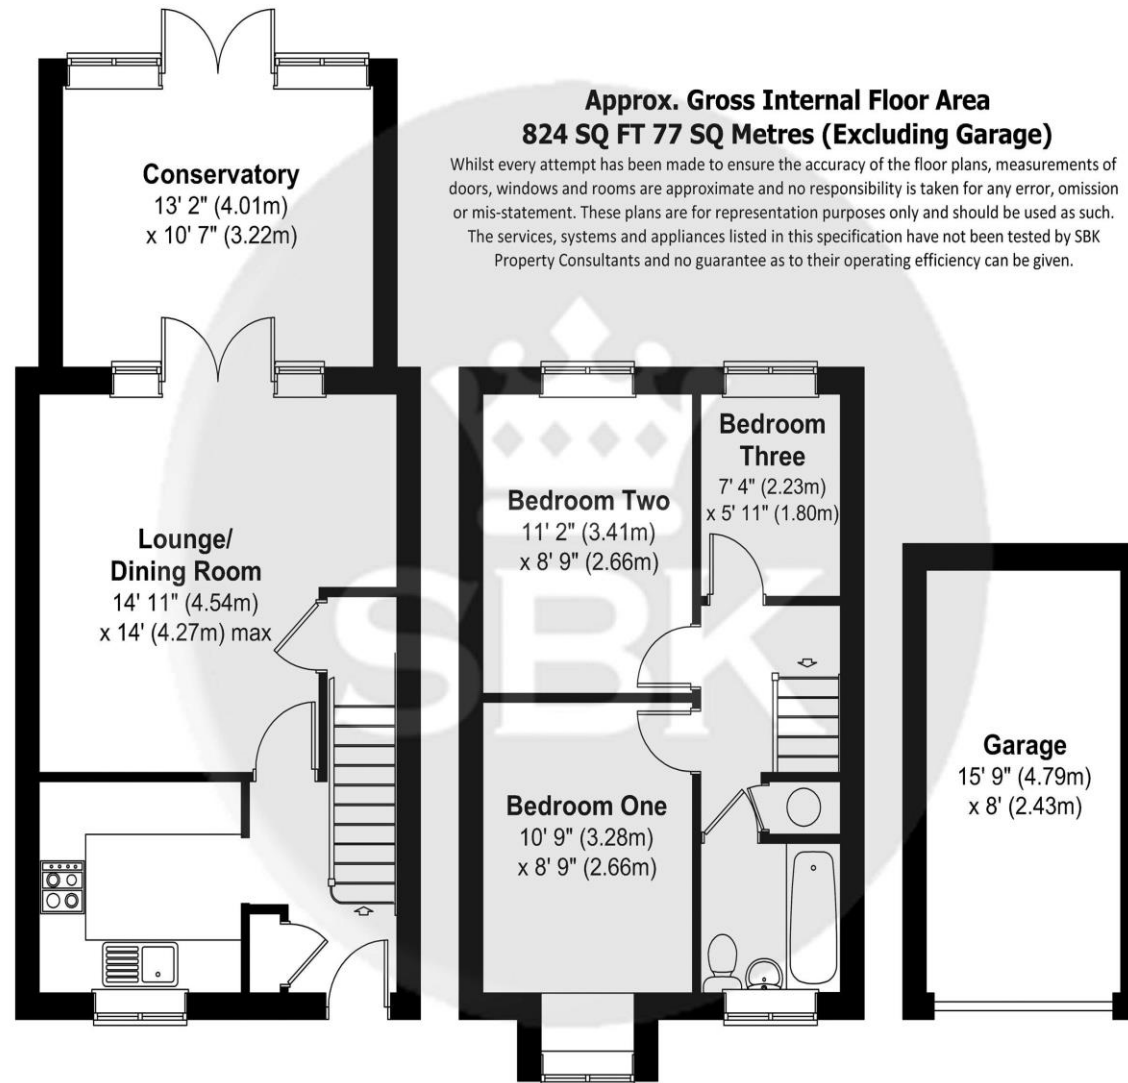 Approx. Gross Internal Floor Area
824 SQ FT 77 SQ Metres (Excluding Garage)
Whilst every attempt has been made to ensure the accuracy of the floor plans, measurements of
doors, windows and rooms are approximate and no responsibility is taken for any error, omission
or mis-statement. These plans are for representation purposes only and should be used as such.
The services, systems and appliances listed in this specification have not been tested by SBK
Property Consultants and no guarantee as to their operating efficiency can be given.
Conservatory
13' 2" (4.01m)
x 10' 7" (3.22m)
Lounge/
Dining Room
14' 11" (4.54m)
x 14' (4.27m) max
Bedroom Two
11' 2" (3.41m)
x 8' 9" (2.66m)
Bedroom
Three
7' 4" (2.23m)
x 5' 11" (1.80m)
Bedroom One
10' 9" (3.28m)
x 8' 9" (2.66m)
Garage
15' 9" (4.79m)
x 8' (2.43m)
SBK